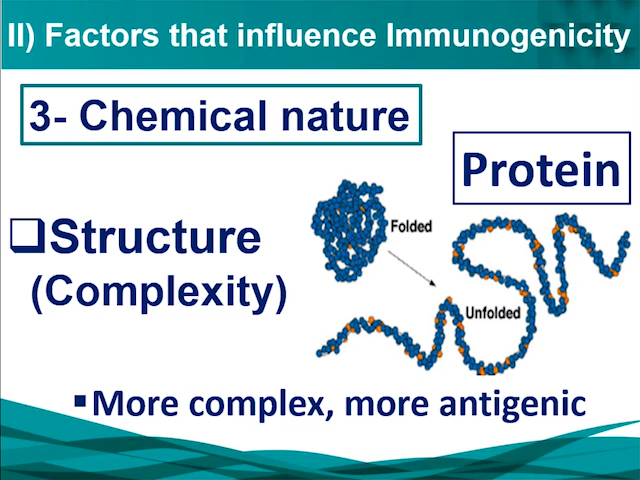 II) Factors that influence Immunogenicity
3- Chemical nature
Protein
❑Structure
(Complexity)
Folded
Unfolded
▪More complex, more antigenic